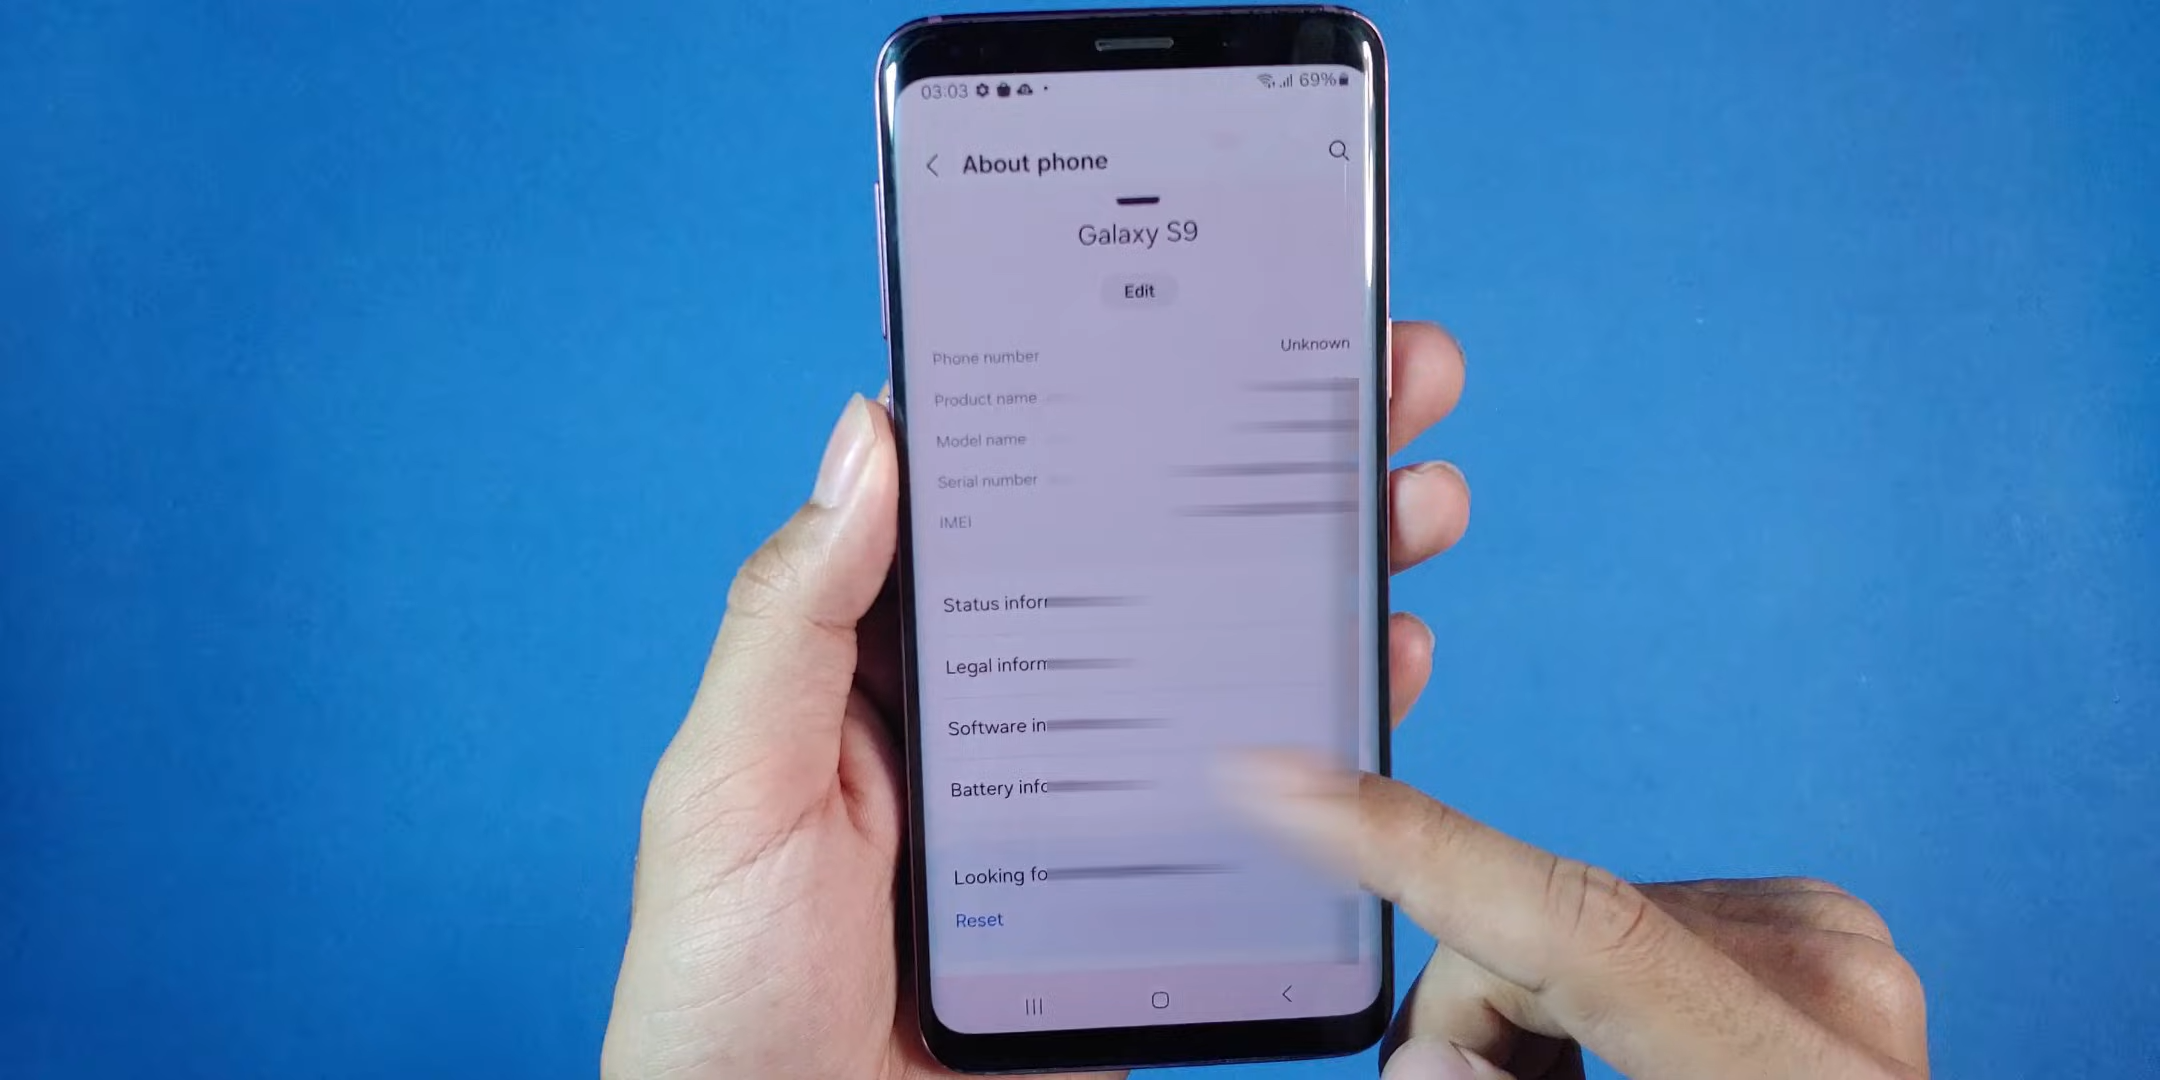 03:03
69%
About phone
Galaxy S9
Edit
Phone number
Unknown
Product name
Model name
Serial number
IMEI
Status infor
Legal inform
Software in
Battery info
Looking fo
Reset